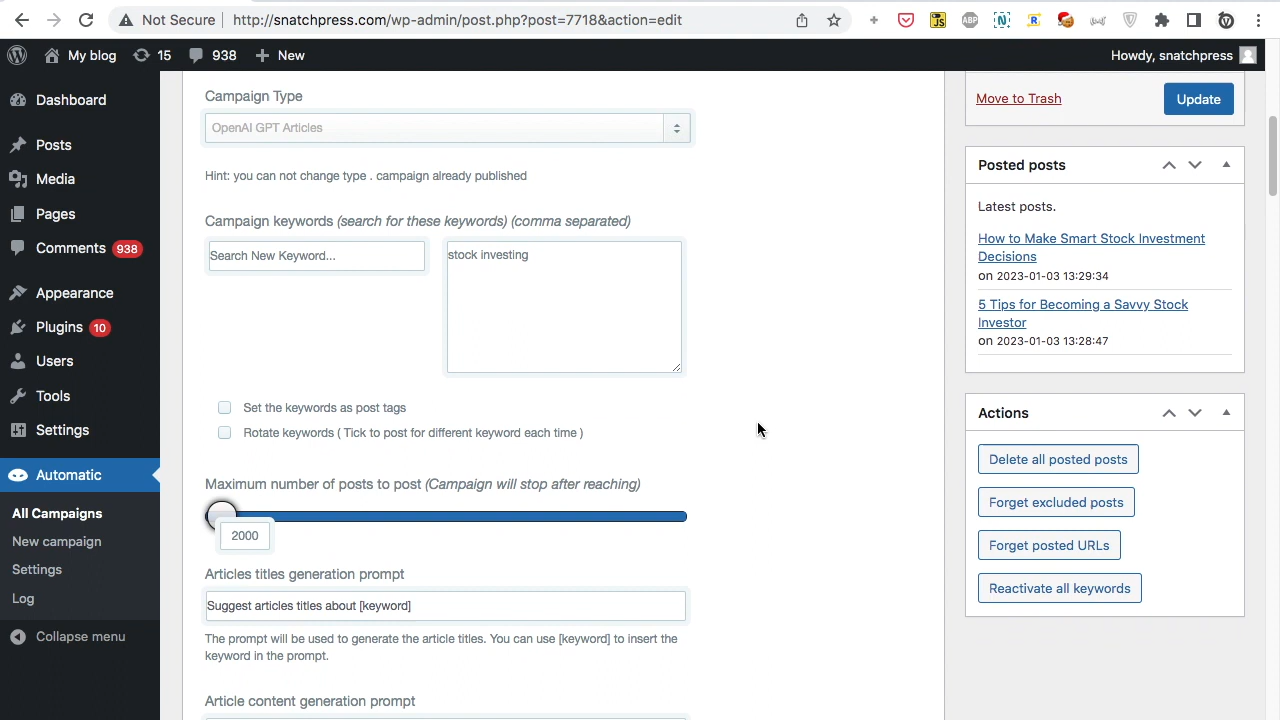 Not Secure http://snatchpress.com/wp-admin/post.php?post=7718&action=edit
JS ABP N R
My blog 15 938 New Howdy, snatchpress
Dashboard
Posts
Media
Pages
Comments 938
Appearance
Plugins 10
Users
Tools
Settings
Automatic
All Campaigns
New campaign
Settings
Log
Collapse menu
Campaign Type
OpenAI GPT Articles
Hint: you can not change type . campaign already published
Campaign keywords (search for these keywords) (comma separated)
Search New Keyword...
stock investing
Set the keywords as post tags
Rotate keywords ( Tick to post for different keyword each time )
Maximum number of posts to post (Campaign will stop after reaching)
2000
Articles titles generation prompt
Suggest articles titles about [keyword]
The prompt will be used to generate the article titles. You can use [keyword] to insert the
keyword in the prompt.
Article content generation prompt
Move to Trash
Update
Posted posts
Latest posts.
How to Make Smart Stock Investment
Decisions
on 2023-01-03 13:29:34
5 Tips for Becoming a Savvy Stock
Investor
on 2023-01-03 13:28:47
Actions
Delete all posted posts
Forget excluded posts
Forget posted URLs
Reactivate all keywords